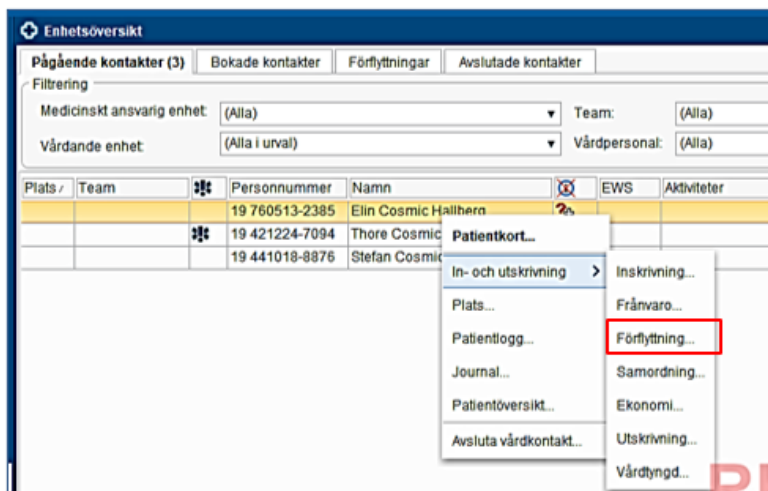 Enhetsöversikt
Pågående kontakter (3) Bokade kontakter Förflyttningar Avslutade kontakter
Filtrering
Medicinskt ansvarig enhet: (Alla) Team: (Alla)
Vårdande enhet: (Alla i urval) Vårdpersonal: (Alla)
Plats Team Personnummer Namn EWS Aktiviteter
19 760513-2385 Elin Cosmic Hallberg
19 421224-7094 Thore Cosmic
19 441018-8876 Stefan Cosmic
Patientkort...
In- och utskrivning
Plats...
Patientlogg...
Journal...
Patientöversikt...
Avsluta vårdkontakt...
Inskrivning...
Frånvaro...
Förflyttning...
Samordning...
Ekonomi...
Utskrivning...
Vårdtyngd...